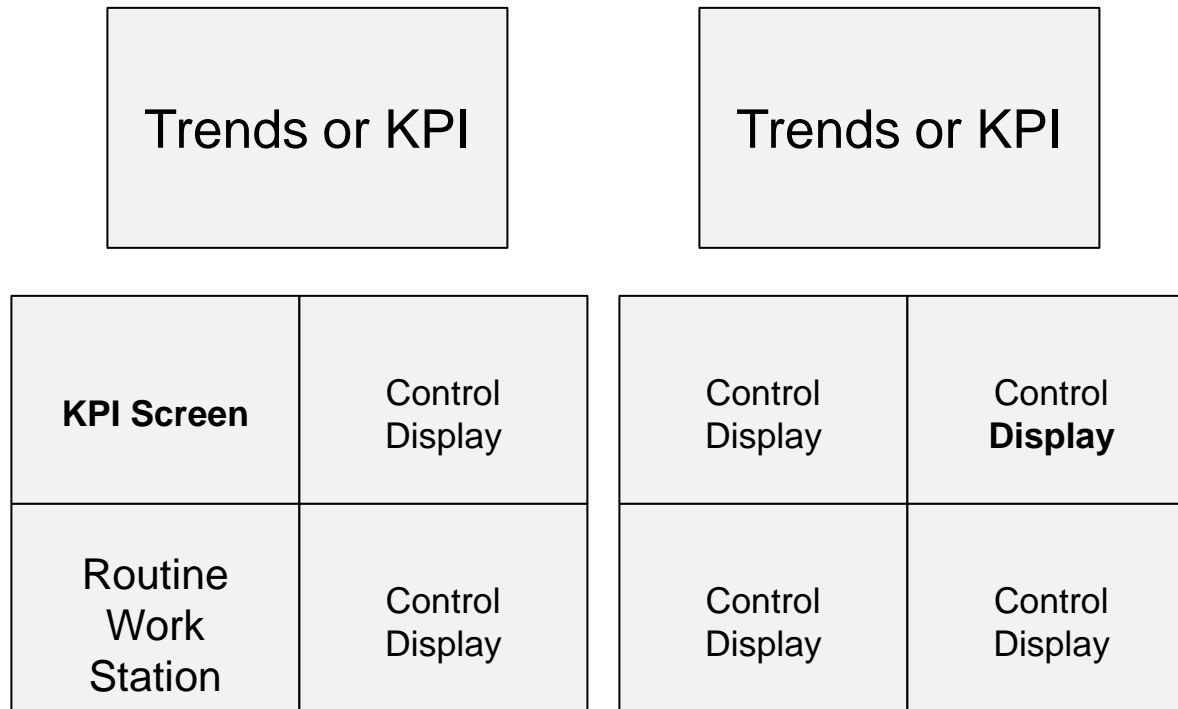 Trends or KPI
Trends or KPI
KPI Screen
Control
Display
Control
Display
Control
Display
Routine
Work
Station
Control
Display
Control
Display
Control
Display